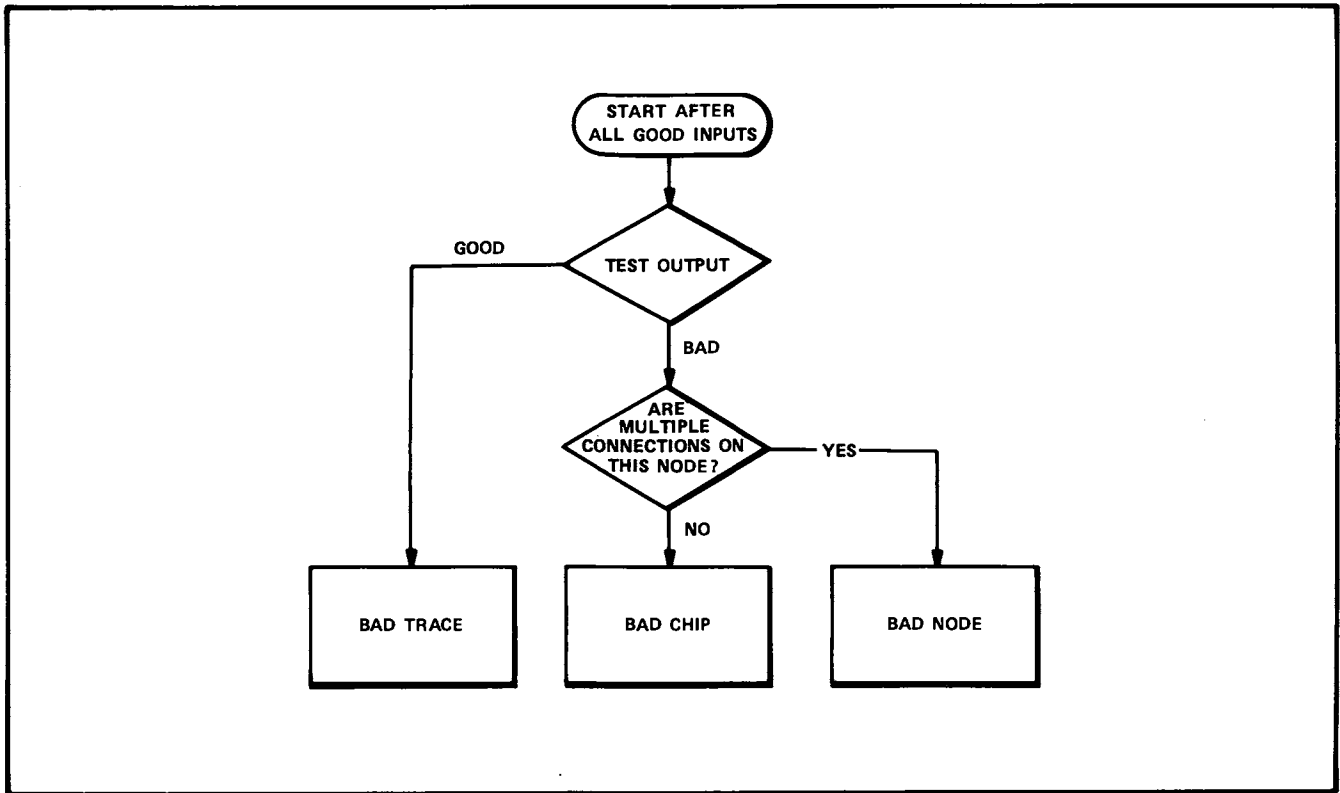 START AFTER
ALL GOOD INPUTS
GOOD
TEST OUTPUT
BAD
ARE
MULTIPLE
CONNECTIONS ON
THIS NODE?
YES
NO
BAD TRACE
BAD CHIP
BAD NODE